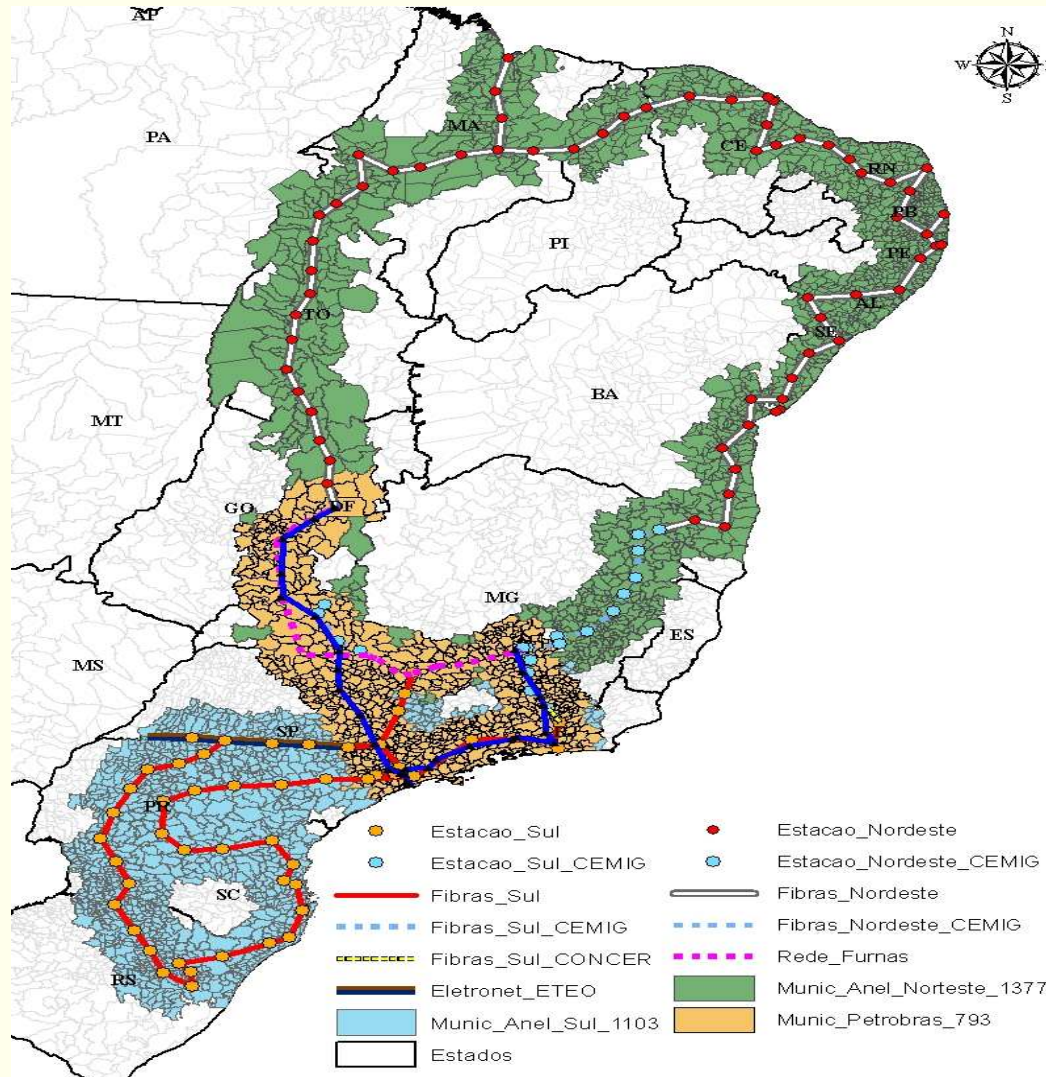 AP
N
W
S
PA
MA
CE
RN
PB
PI
PE
TO
AL
SE
BA
MT
GO
DF
MG
ES
MS
SP
PR
SC
RS
Estacao_Sul
Estacao_Nordeste
Estacao_Sul_CEMIG
Estacao_Nordeste_CEMIG
Fibras_Sul
Fibras_Nordeste
Fibras_Sul_CEMIG
Fibras_Nordeste_CEMIG
Fibras_Sul_CONCER
Rede_Furnas
Eletronet_ETEO
Munic_Anel_Norteste_1377
Munic_Anel_Sul_1103
Munic_Petrobras_793
Estados